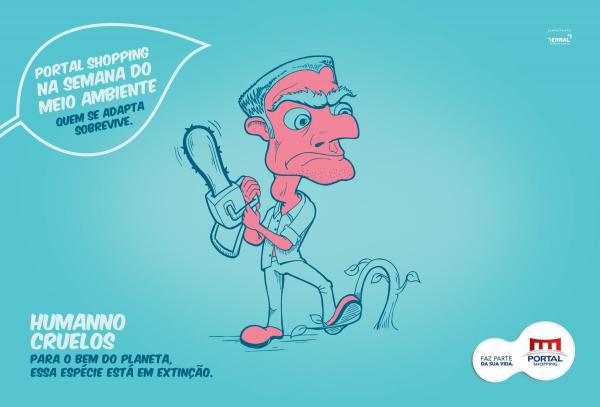 PORTAL SHOPPING
NA SEMANA DO
MEIO AMBIENTE
QUEM SE ADAPTA
SOBREVIVE.
TERRAL
HUMANNO
CRUELOS
PARA O BEM DO PLANETA,
ESSA ESPÉCIE ESTÁ EM EXTINÇÃO.
FAZ PARTE
DA SUA VIDA.
PORTAL
SHOPPING